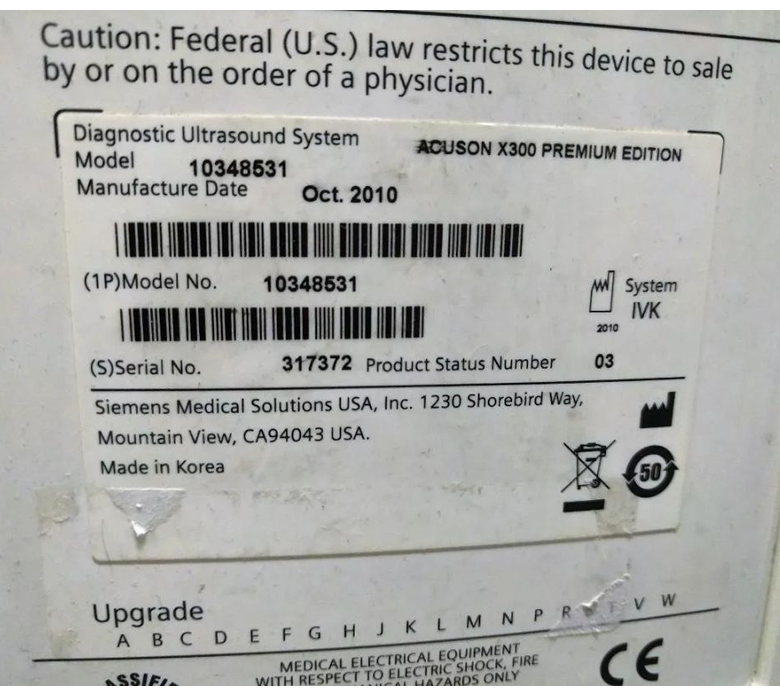 Caution: Federal (U.S.) law restricts this device to sale
by or on the order of a physician.
Diagnostic Ultrasound System ACUSON X300 PREMIUM EDITION
Model 10348531
Manufacture Date Oct. 2010
(1P)Model No. 10348531
System
IVK
2010
(S)Serial No. 317372 Product Status Number 03
Siemens Medical Solutions USA, Inc. 1230 Shorebird Way,
Mountain View, CA94043 USA.
Made in Korea
50
Upgrade
A B C D E F G H J K L M N P R V W
MEDICAL ELECTRICAL EQUIPMENT
WITH RESPECT TO ELECTRIC SHOCK, FIRE
HAZARDS ONLY
CE